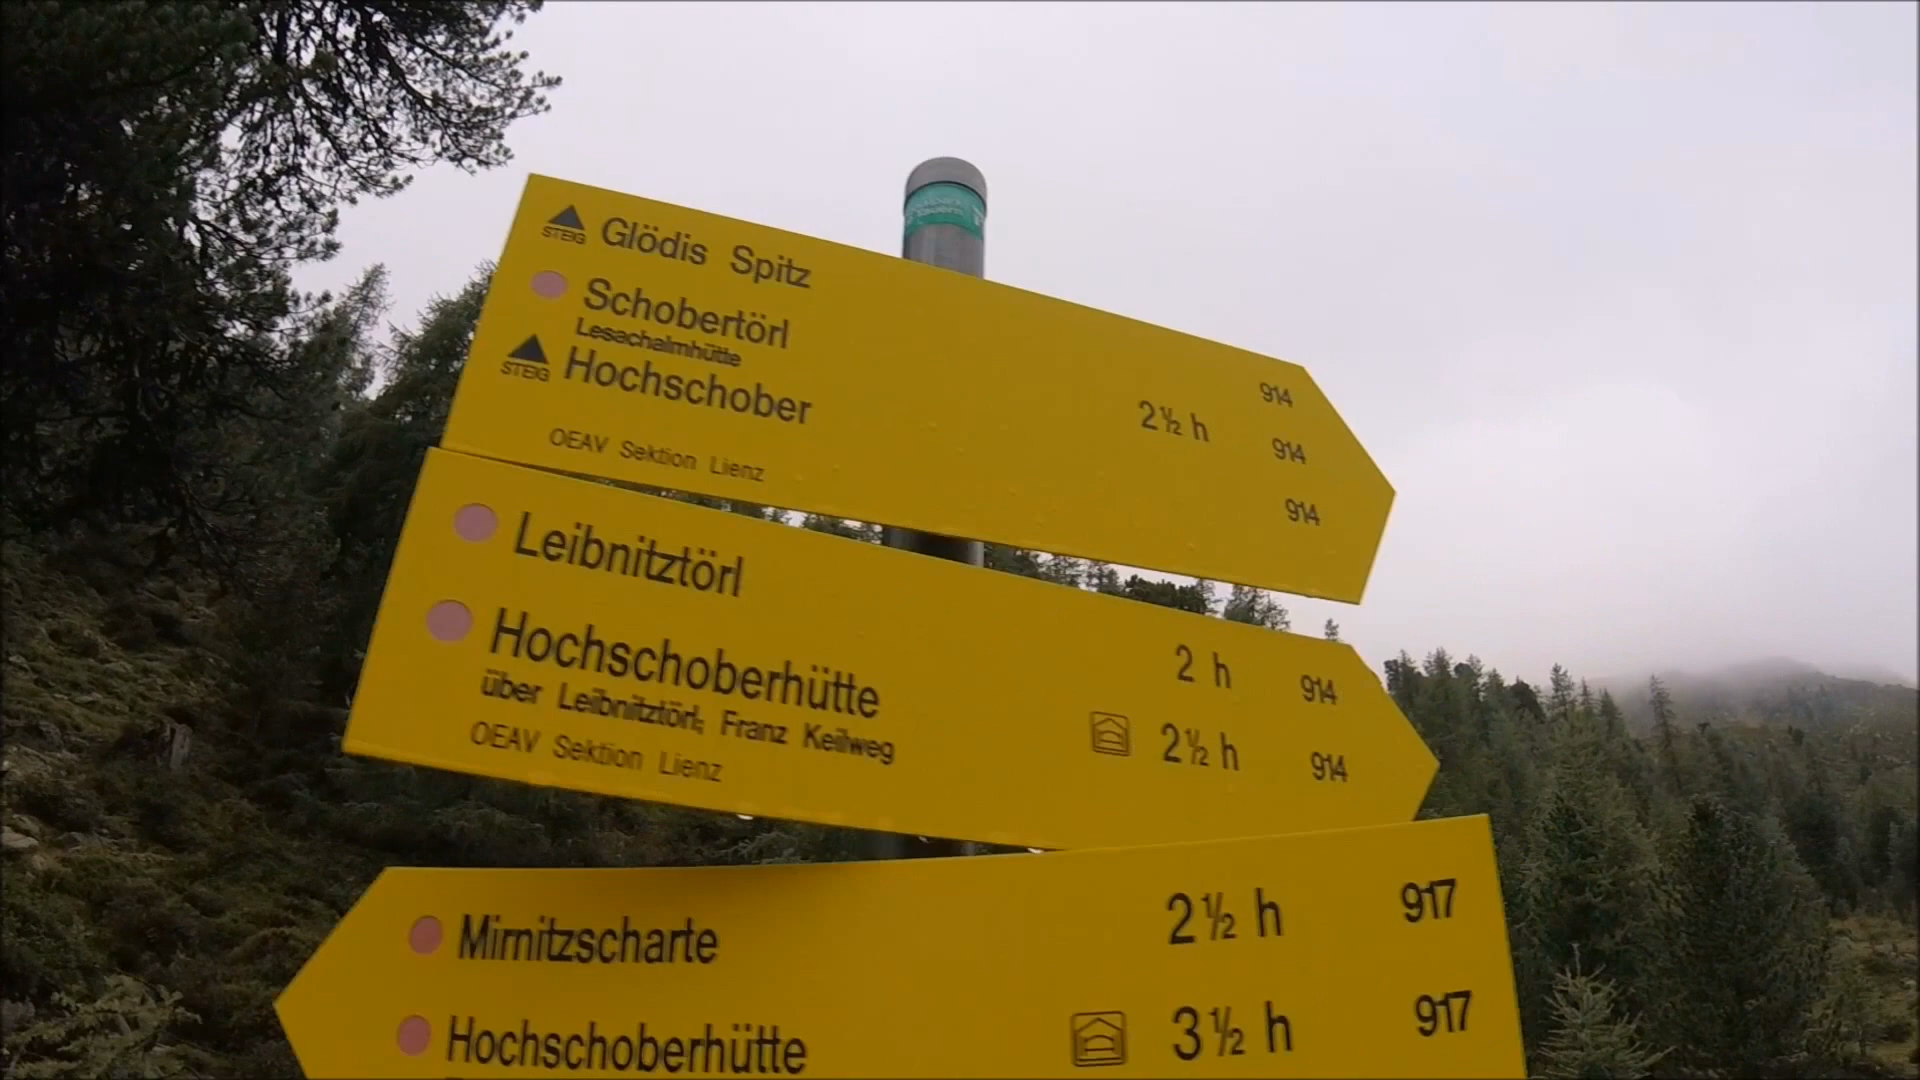 STEIG Glödis Spitz 914
Schobertörl 2½ h 914
Lesachalmhütte
STEIG Hochschober 914
OEAV Sektion Lienz
Leibnitztörl 2 h 914
Hochschoberhütte 2½ h 914
über Leibnitztörl; Franz Keilweg
OEAV Sektion Lienz
Mirnitzscharte 2½ h 917
Hochschoberhütte 3½ h 917